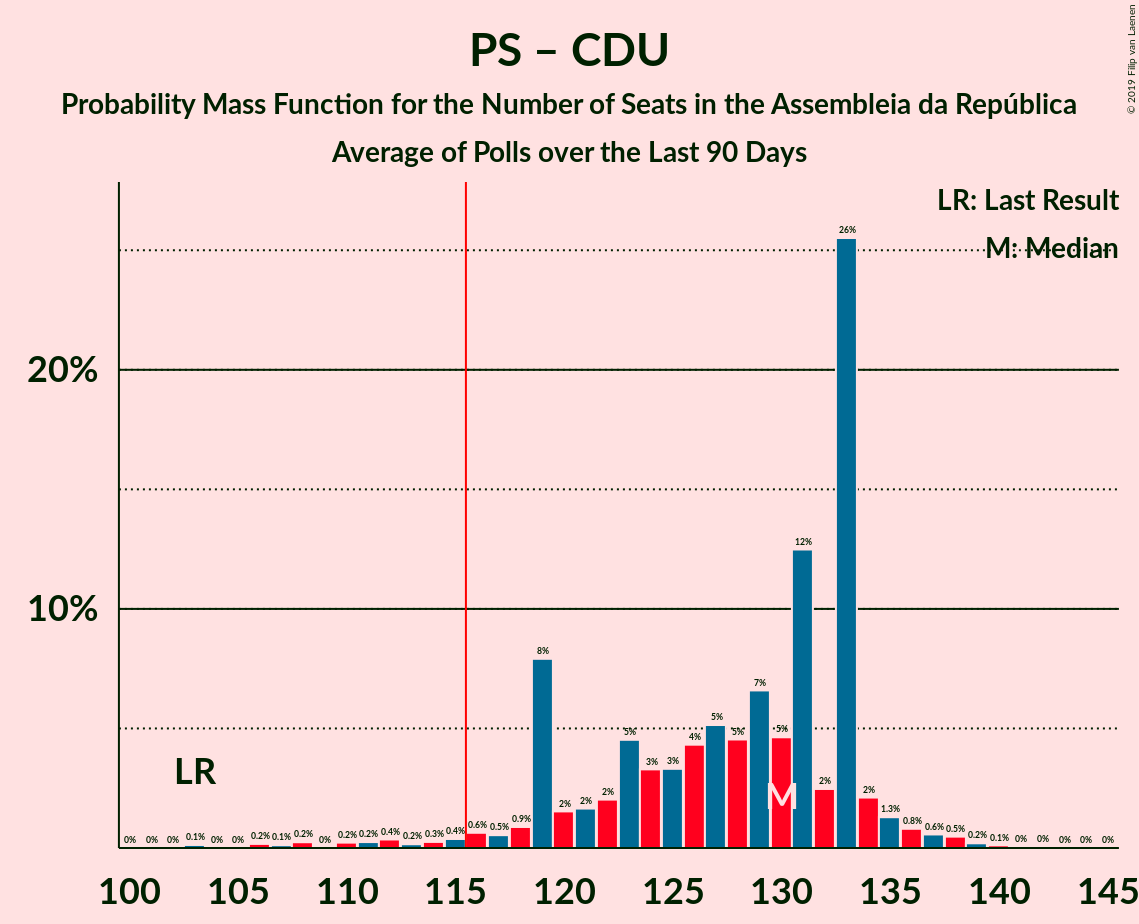 PS – CDU
Probability Mass Function for the Number of Seats in the Assembleia da República
Average of Polls over the Last 90 Days
© 2019 Filip van Laenen
LR: Last Result
M: Median
20%
10%
LR
M
0% 0% 0% 0.1% 0% 0% 0.2% 0.1% 0.2% 0% 0.2% 0.2% 0.4% 0.2% 0.3% 0.4% 0.6% 0.5% 0.9% 8% 2% 2% 2% 5% 3% 3% 4% 5% 5% 7% 5% 12% 2% 26% 2% 1.3% 0.8% 0.6% 0.5% 0.2% 0.1% 0% 0% 0% 0% 0%
100 105 110 115 120 125 130 135 140 145